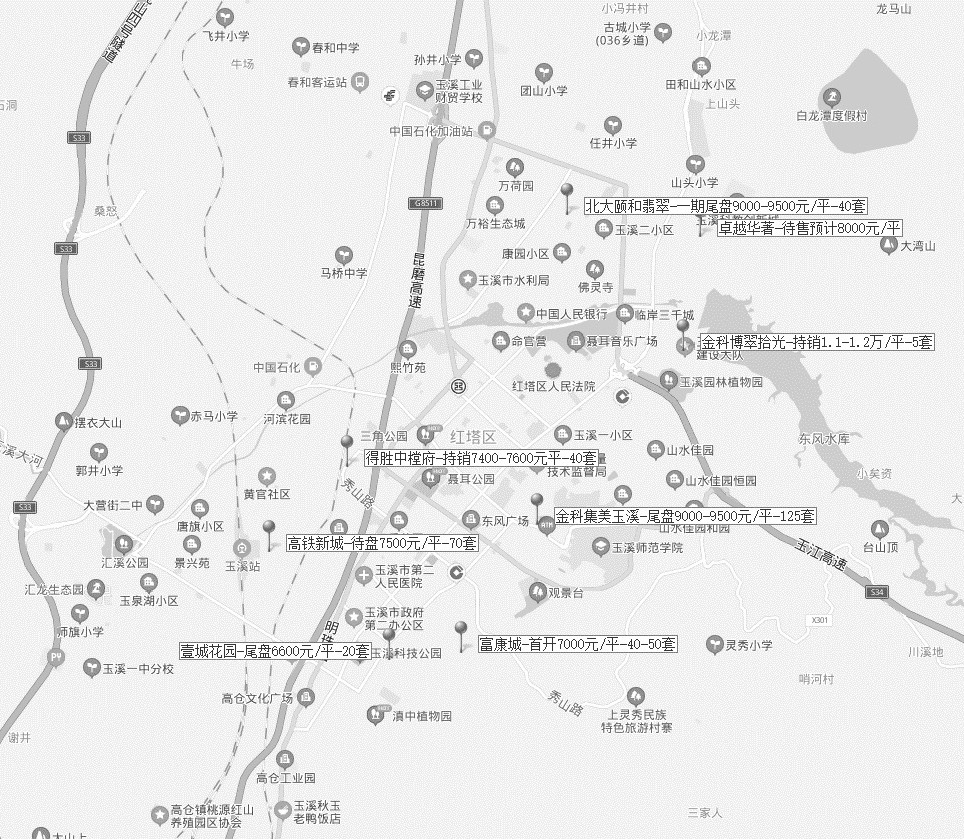 小冯井村
龙马山
飞井小学
古城小学
(036乡道)
小龙潭
春和中学
孙井小学
牛场
春和客运站
玉溪工业
财贸学校
团山小学
田和山水小区
上山头
白龙潭度假村
石洞
中国石化加油站
任井小学
S33
万荷园
山头小学
北大颐和翡翠-一期尾盘9000-9500元/平-40套
G8511
桑怒
万裕生态城
玉溪二小区
卓越华著-待售预计8000元/平
大湾山
S33
康园小区
马桥中学
昆磨高速
玉溪市水利局
佛灵寺
中国人民银行
临岸三千城
命官营
聂耳音乐广场
金科博翠拾光-持销1.1-1.2万/平-5套
建设大队
熙竹苑
S33
中国石化
红塔区人民法院
玉溪园林植物园
河滨花园
赤马小学
摆衣大山
三角公园
红塔区
玉溪一小区
东风水库
山水佳园
郭井小学
得胜中樘府-持销7400-7600元平-40套
技术监督局
小矣资
聂耳公园
山水佳园恒园
黄官社区
秀山路
大营街二中
S33
唐旗小区
东风广场
金科集美玉溪-尾盘9000-9500元/平-125套
山水佳园和园
大
汇溪公园
景兴苑
玉溪站
高铁新城-待盘7500元/平-70套
玉溪师范学院
玉江高速
台山顶
玉溪市第二
人民医院
汇龙生态园
玉泉湖小区
观景台
S34
玉溪市政府
第二办公区
师旗小学
X301
壹城花园-尾盘6600元/平-20套
玉溪科技公园
富康城-首开7000元/平-40-50套
灵秀小学
川溪地
玉溪一中分校
哨河村
高仓文化广场
滇中植物园
秀山路
上灵秀民族
特色旅游村寨
谢井
高仓工业园
高仓镇桃源红山
养殖园区协会
玉溪秋玉
老鸭饭店
三家人